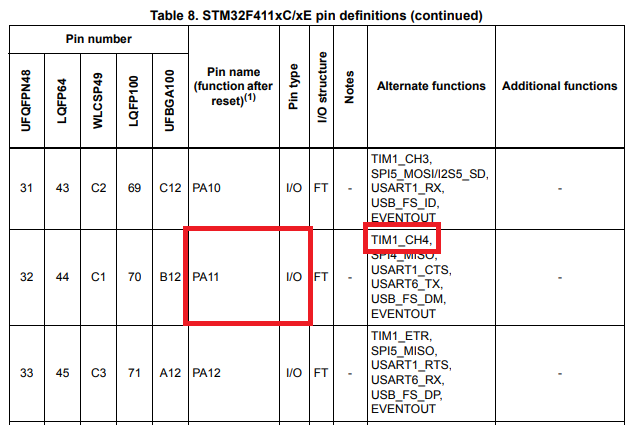 Table 8. STM32F411xC/xE pin definitions (continued)
Pin number
UFQFPN48
LQFP64
WLCSP49
LQFP100
UFBGA100
Pin name
(function after
reset)(1)
Pin type
I/O structure
Notes
Alternate functions
Additional functions
31 43 C2 69 C12 PA10 I/O FT -
TIM1_CH3,
SPI5_MOSI/I2S5_SD,
USART1_RX,
USB_FS_ID,
EVENTOUT
-
32 44 C1 70 B12 PA11 I/O FT -
TIM1_CH4,
SPI4_MISO,
USART1_CTS,
USART6_TX,
USB_FS_DM,
EVENTOUT
-
33 45 C3 71 A12 PA12 I/O FT -
TIM1_ETR,
SPI5_MISO,
USART1_RTS,
USART6_RX,
USB_FS_DP,
EVENTOUT
-